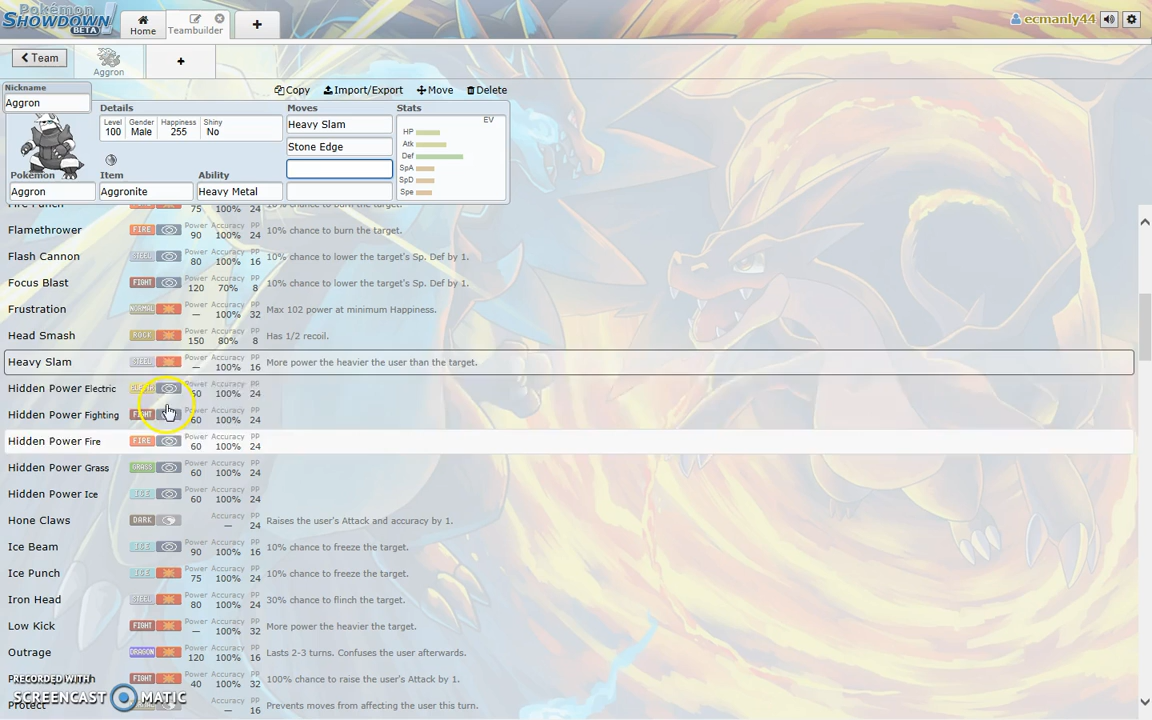 Pokémon
SHOWDOWN!
BETA
Home
Teambuilder
+
ecmanly44
< Team
Aggron
+
Nickname
Aggron
Copy Import/Export Move Delete
Details
Level Gender Happiness Shiny
100 Male 255 No
Moves
Heavy Slam
Stone Edge
Stats
EV
HP
Atk
Def
SpA
SpD
Spe
Pokémon Item Ability
Aggron Aggronite Heavy Metal
75 100% 24
Flamethrower FIRE Power 90 Accuracy 100% PP 24 10% chance to burn the target.
Flash Cannon STEEL Power 80 Accuracy 100% PP 16 10% chance to lower the target's Sp. Def by 1.
Focus Blast FIGHT Power 120 Accuracy 70% PP 8 10% chance to lower the target's Sp. Def by 1.
Frustration NORMAL Power — Accuracy 100% PP 32 Max 102 power at minimum Happiness.
Head Smash ROCK Power 150 Accuracy 80% PP 8 Has 1/2 recoil.
Heavy Slam STEEL Power — Accuracy 100% PP 16 More power the heavier the user than the target.
Hidden Power Electric Power 60 Accuracy 100% PP 24
Hidden Power Fighting FIGHT Power 60 Accuracy 100% PP 24
Hidden Power Fire FIRE Power 60 Accuracy 100% PP 24
Hidden Power Grass GRASS Power 60 Accuracy 100% PP 24
Hidden Power Ice ICE Power 60 Accuracy 100% PP 24
Hone Claws DARK Accuracy — PP 24 Raises the user's Attack and accuracy by 1.
Ice Beam ICE Power 90 Accuracy 100% PP 16 10% chance to freeze the target.
Ice Punch ICE Power 75 Accuracy 100% PP 24 10% chance to freeze the target.
Iron Head STEEL Power 80 Accuracy 100% PP 24 30% chance to flinch the target.
Low Kick FIGHT Power — Accuracy 100% PP 32 More power the heavier the target.
Outrage DRAGON Power 120 Accuracy 100% PP 16 Lasts 2-3 turns. Confuses the user afterwards.
FIGHT Power 40 Accuracy 100% PP 32 100% chance to raise the user's Attack by 1.
Protect Accuracy — PP 16 Prevents moves from affecting the user this turn.
RECORDED WITH
SCREENCAST MATIC